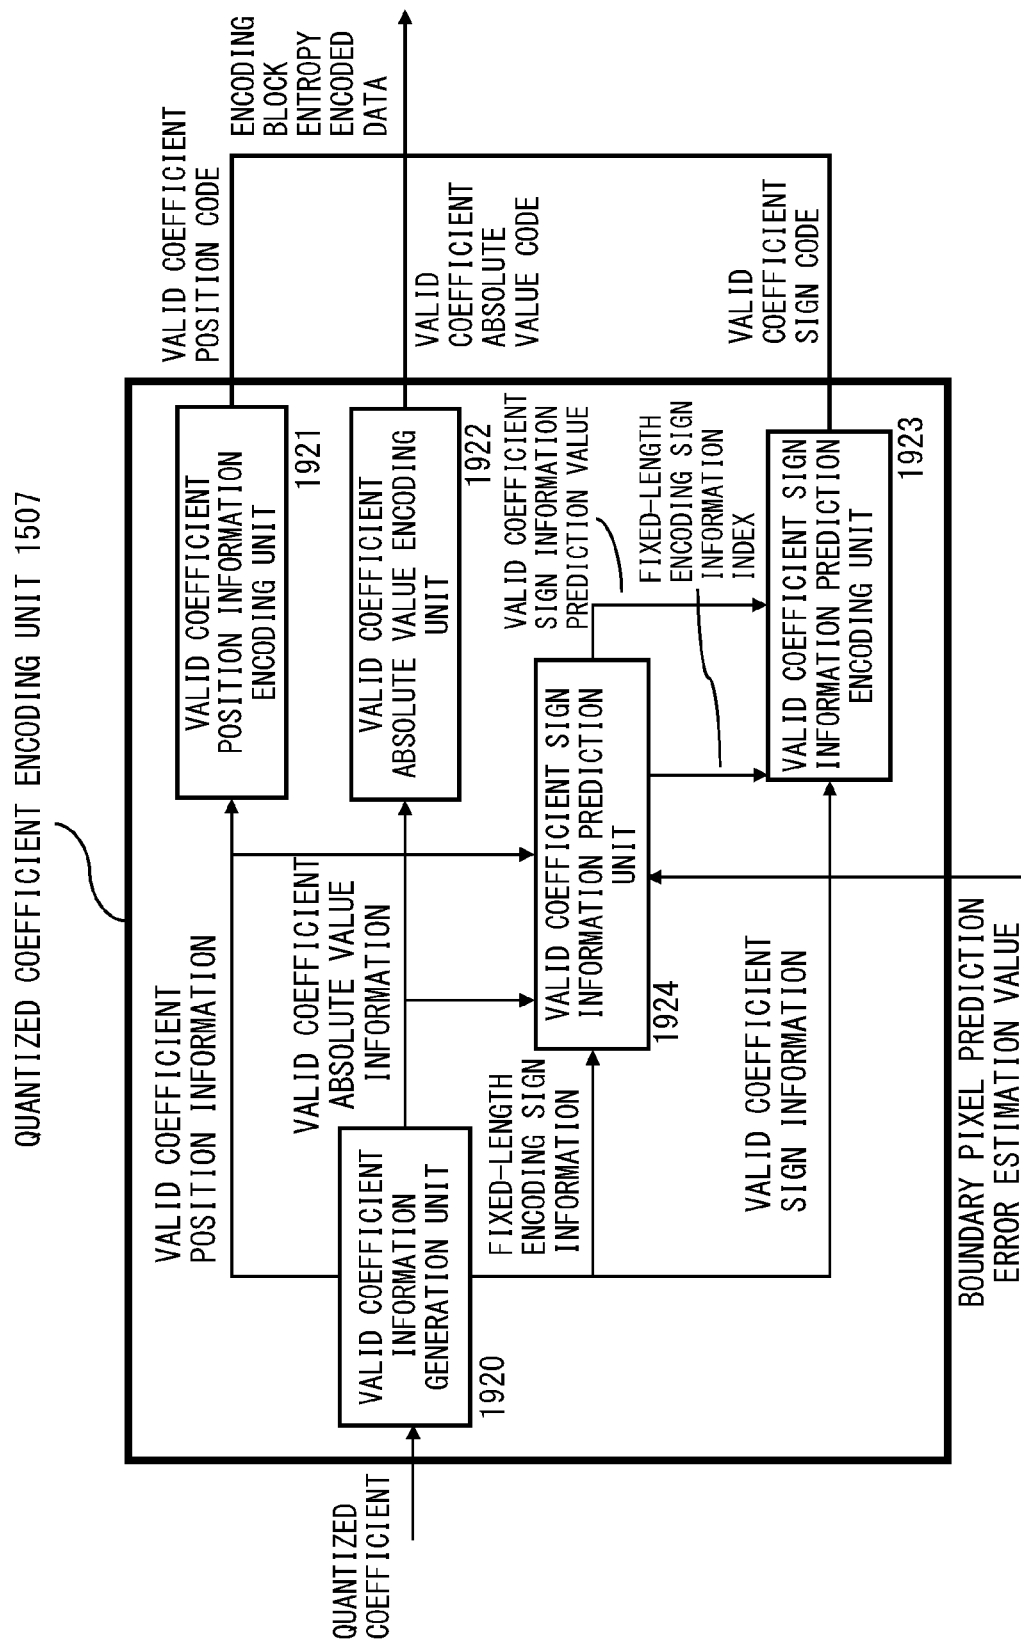 QUANTIZED COEFFICIENT ENCODING UNIT 1507
QUANTIZED
COEFFICIENT
VALID COEFFICIENT
INFORMATION
GENERATION UNIT
1920
VALID COEFFICIENT
POSITION INFORMATION
VALID COEFFICIENT
ABSOLUTE VALUE
INFORMATION
FIXED-LENGTH
ENCODING SIGN
INFORMATION
VALID COEFFICIENT
SIGN INFORMATION
BOUNDARY PIXEL PREDICTION
ERROR ESTIMATION VALUE
VALID COEFFICIENT SIGN
INFORMATION PREDICTION
UNIT
1924
VALID COEFFICIENT
POSITION INFORMATION
ENCODING UNIT
1921
VALID COEFFICIENT
ABSOLUTE VALUE ENCODING
UNIT
1922
VALID COEFFICIENT
SIGN INFORMATION
PREDICTION VALUE
FIXED-LENGTH
ENCODING SIGN
INFORMATION
INDEX
VALID COEFFICIENT SIGN
INFORMATION PREDICTION
ENCODING UNIT
1923
VALID COEFFICIENT
POSITION CODE
VALID
COEFFICIENT
ABSOLUTE
VALUE CODE
VALID
COEFFICIENT
SIGN CODE
ENCODING
BLOCK
ENTROPY
ENCODED
DATA